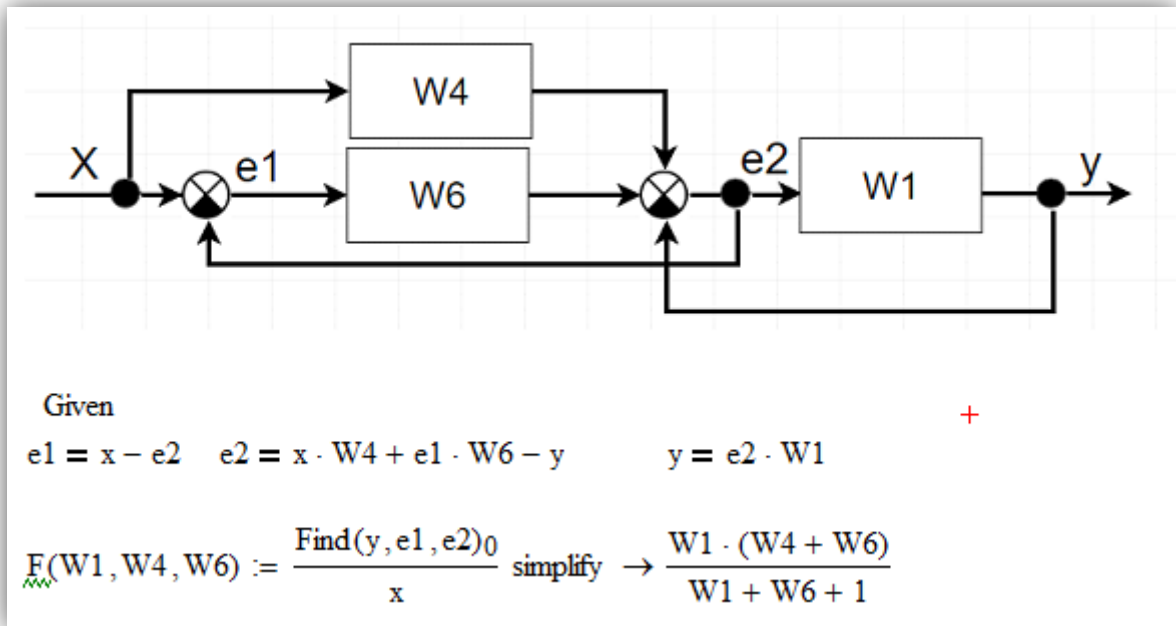 W4
X e1 W6 e2 W1 y
Given
e1 = x − e2 e2 = x · W4 + e1 · W6 − y y = e2 · W1
F(W1, W4, W6) := Find(y, e1, e2)0 / x simplify → W1 · (W4 + W6) / W1 + W6 + 1